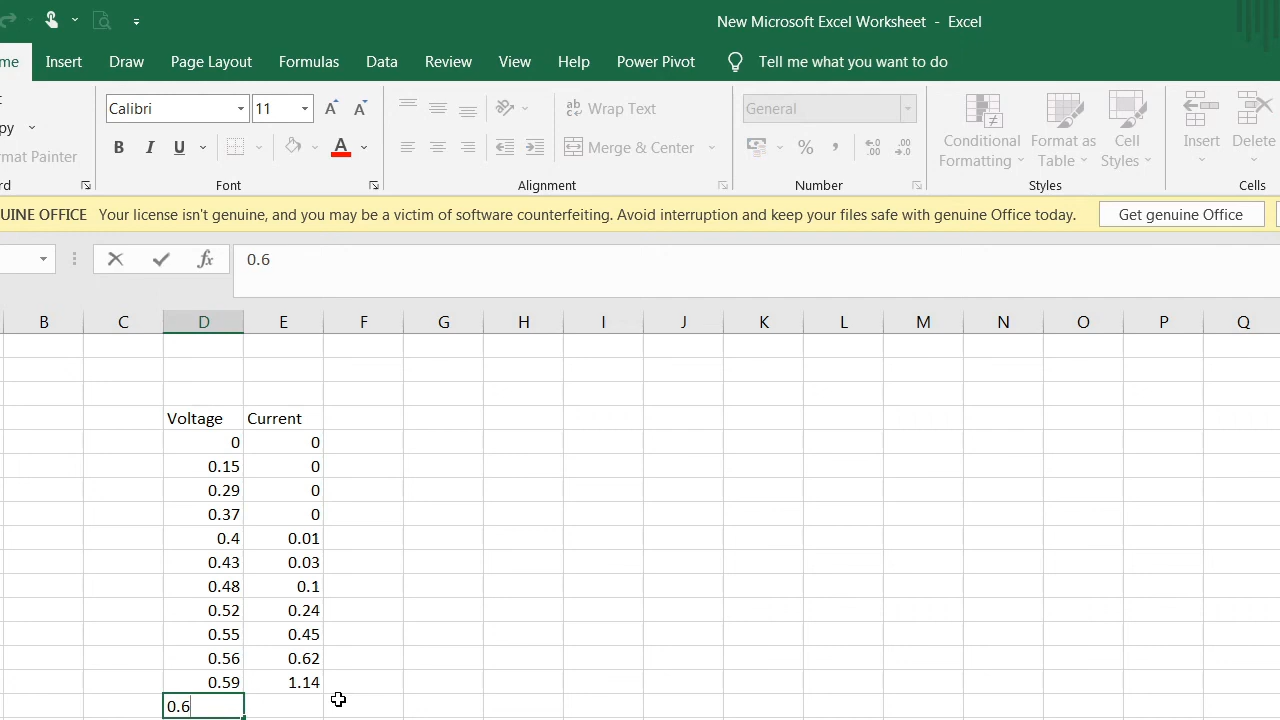 New Microsoft Excel Worksheet - Excel
me Insert Draw Page Layout Formulas Data Review View Help Power Pivot Tell me what you want to do
Calibri 11 ab Wrap Text General
py B I U A Merge & Center % , Conditional Formatting Format as Table Cell Styles Insert Delete
mat Painter
rd Font Alignment Number Styles Cells
UINE OFFICE Your license isn't genuine, and you may be a victim of software counterfeiting. Avoid interruption and keep your files safe with genuine Office today. Get genuine Office
fx 0.6
B C D E F G H I J K L M N O P Q
Voltage Current
0 0
0.15 0
0.29 0
0.37 0
0.4 0.01
0.43 0.03
0.48 0.1
0.52 0.24
0.55 0.45
0.56 0.62
0.59 1.14
0.6